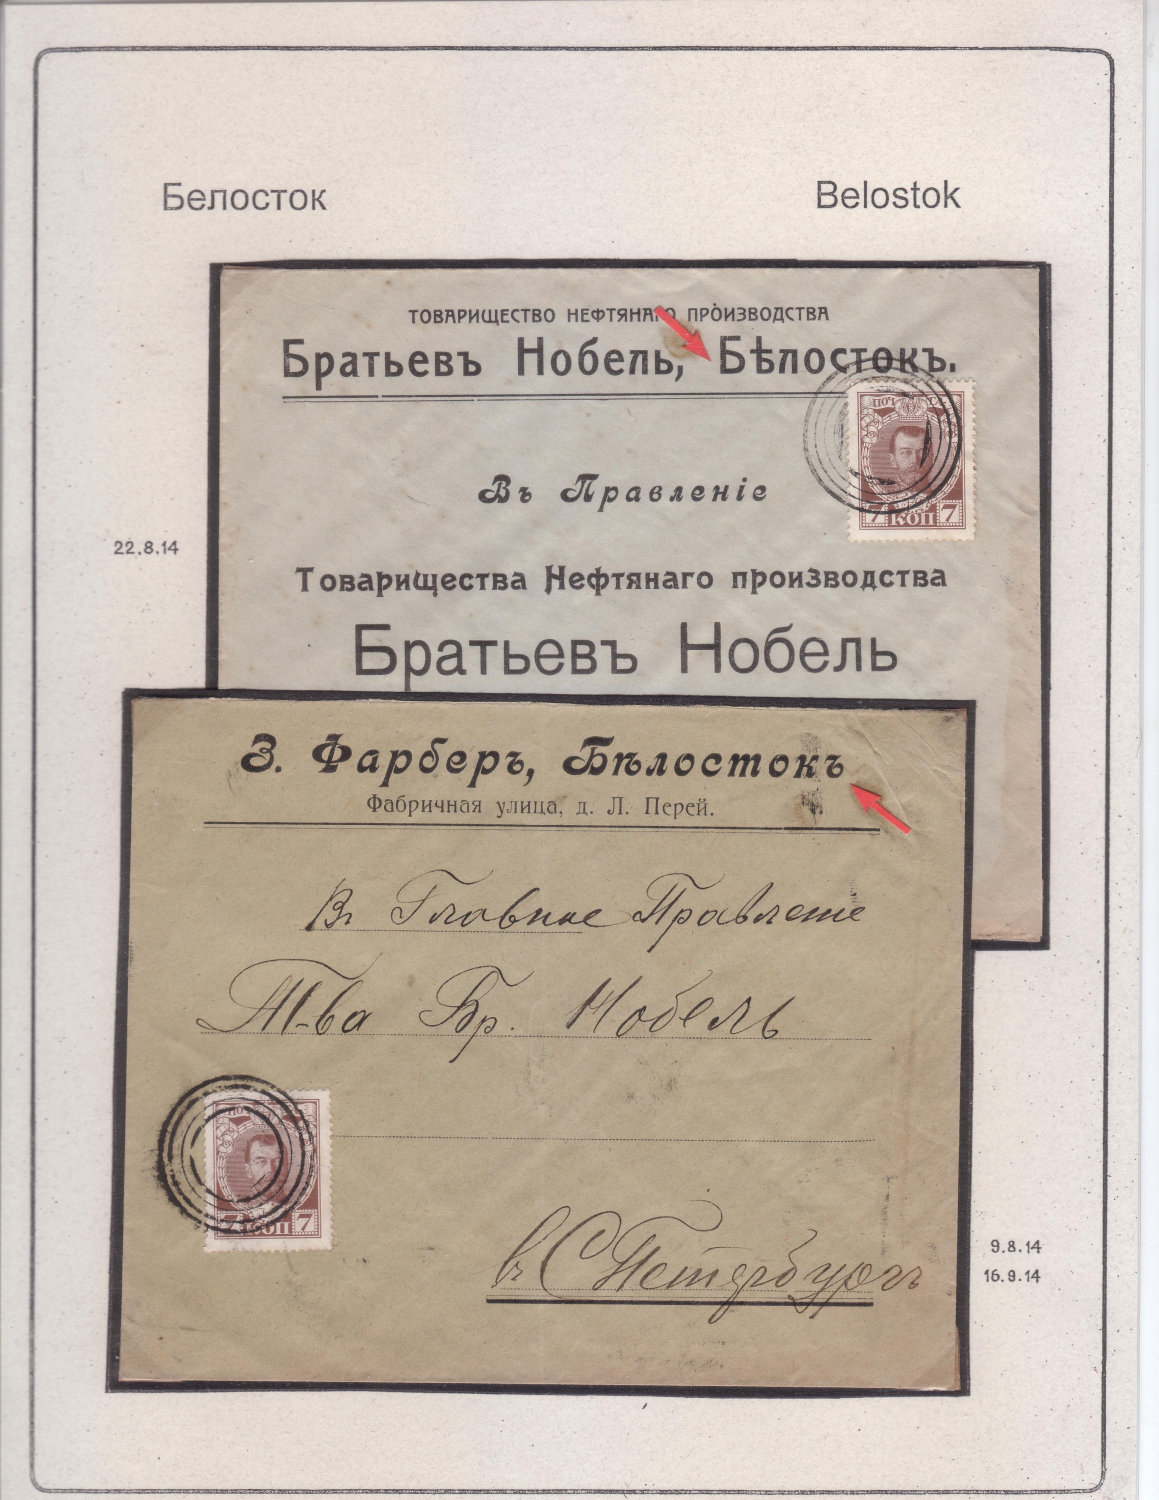 Белосток
Belostok
ТОВАРИЩЕСТВО НЕФТЯНАГО ПРОИЗВОДСТВА
Братьевъ Нобель, Бѣлостокъ.
ПОЧТА
7 КОП 7
Въ Правленіе
22.8.14
Товарищества Нефтянаго производства
Братьевъ Нобель
З. Фарберъ, Бѣлостокъ
Фабричная улица, д. Л. Перей.
Въ Главное Правленіе
Т-ва Бр. Нобель
7 КОП 7
въ С Петербургъ
9.8.14
16.9.14